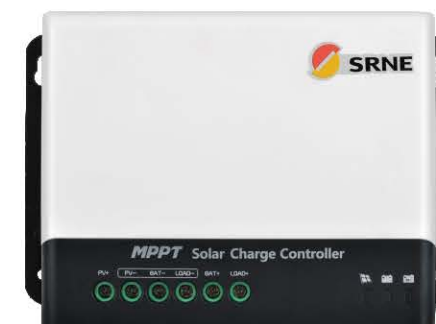 SRNE
MPPT Solar Charge Controller
PV+ PV- BAT- LOAD- BAT+ LOAD+